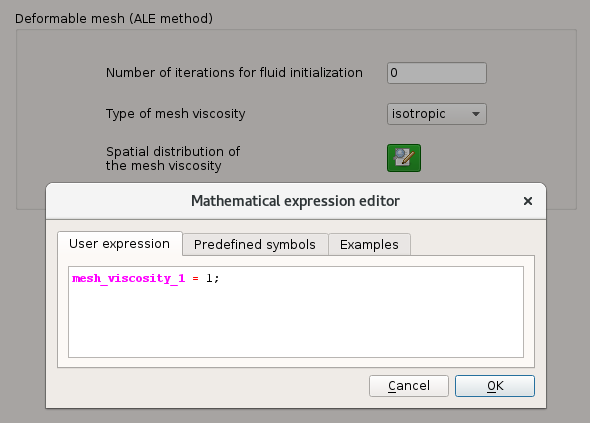 Deformable mesh (ALE method)
Number of iterations for fluid initialization 0
Type of mesh viscosity isotropic
Spatial distribution of
the mesh viscosity
Mathematical expression editor
User expression Predefined symbols Examples
mesh_viscosity_1 = 1;
Cancel OK